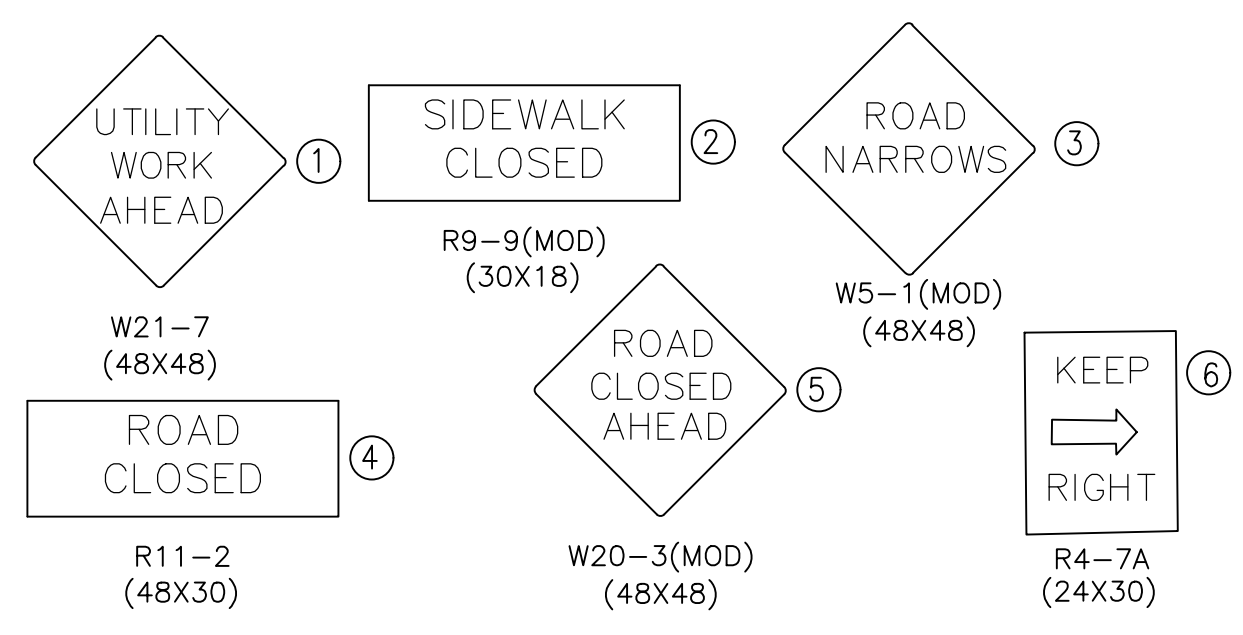 UTILITY
WORK
AHEAD
1
W21-7
(48X48)
SIDEWALK
CLOSED
2
R9-9(MOD)
(30X18)
ROAD
NARROWS
3
W5-1(MOD)
(48X48)
ROAD
CLOSED
4
R11-2
(48X30)
ROAD
CLOSED
AHEAD
5
W20-3(MOD)
(48X48)
KEEP
RIGHT
6
R4-7A
(24X30)